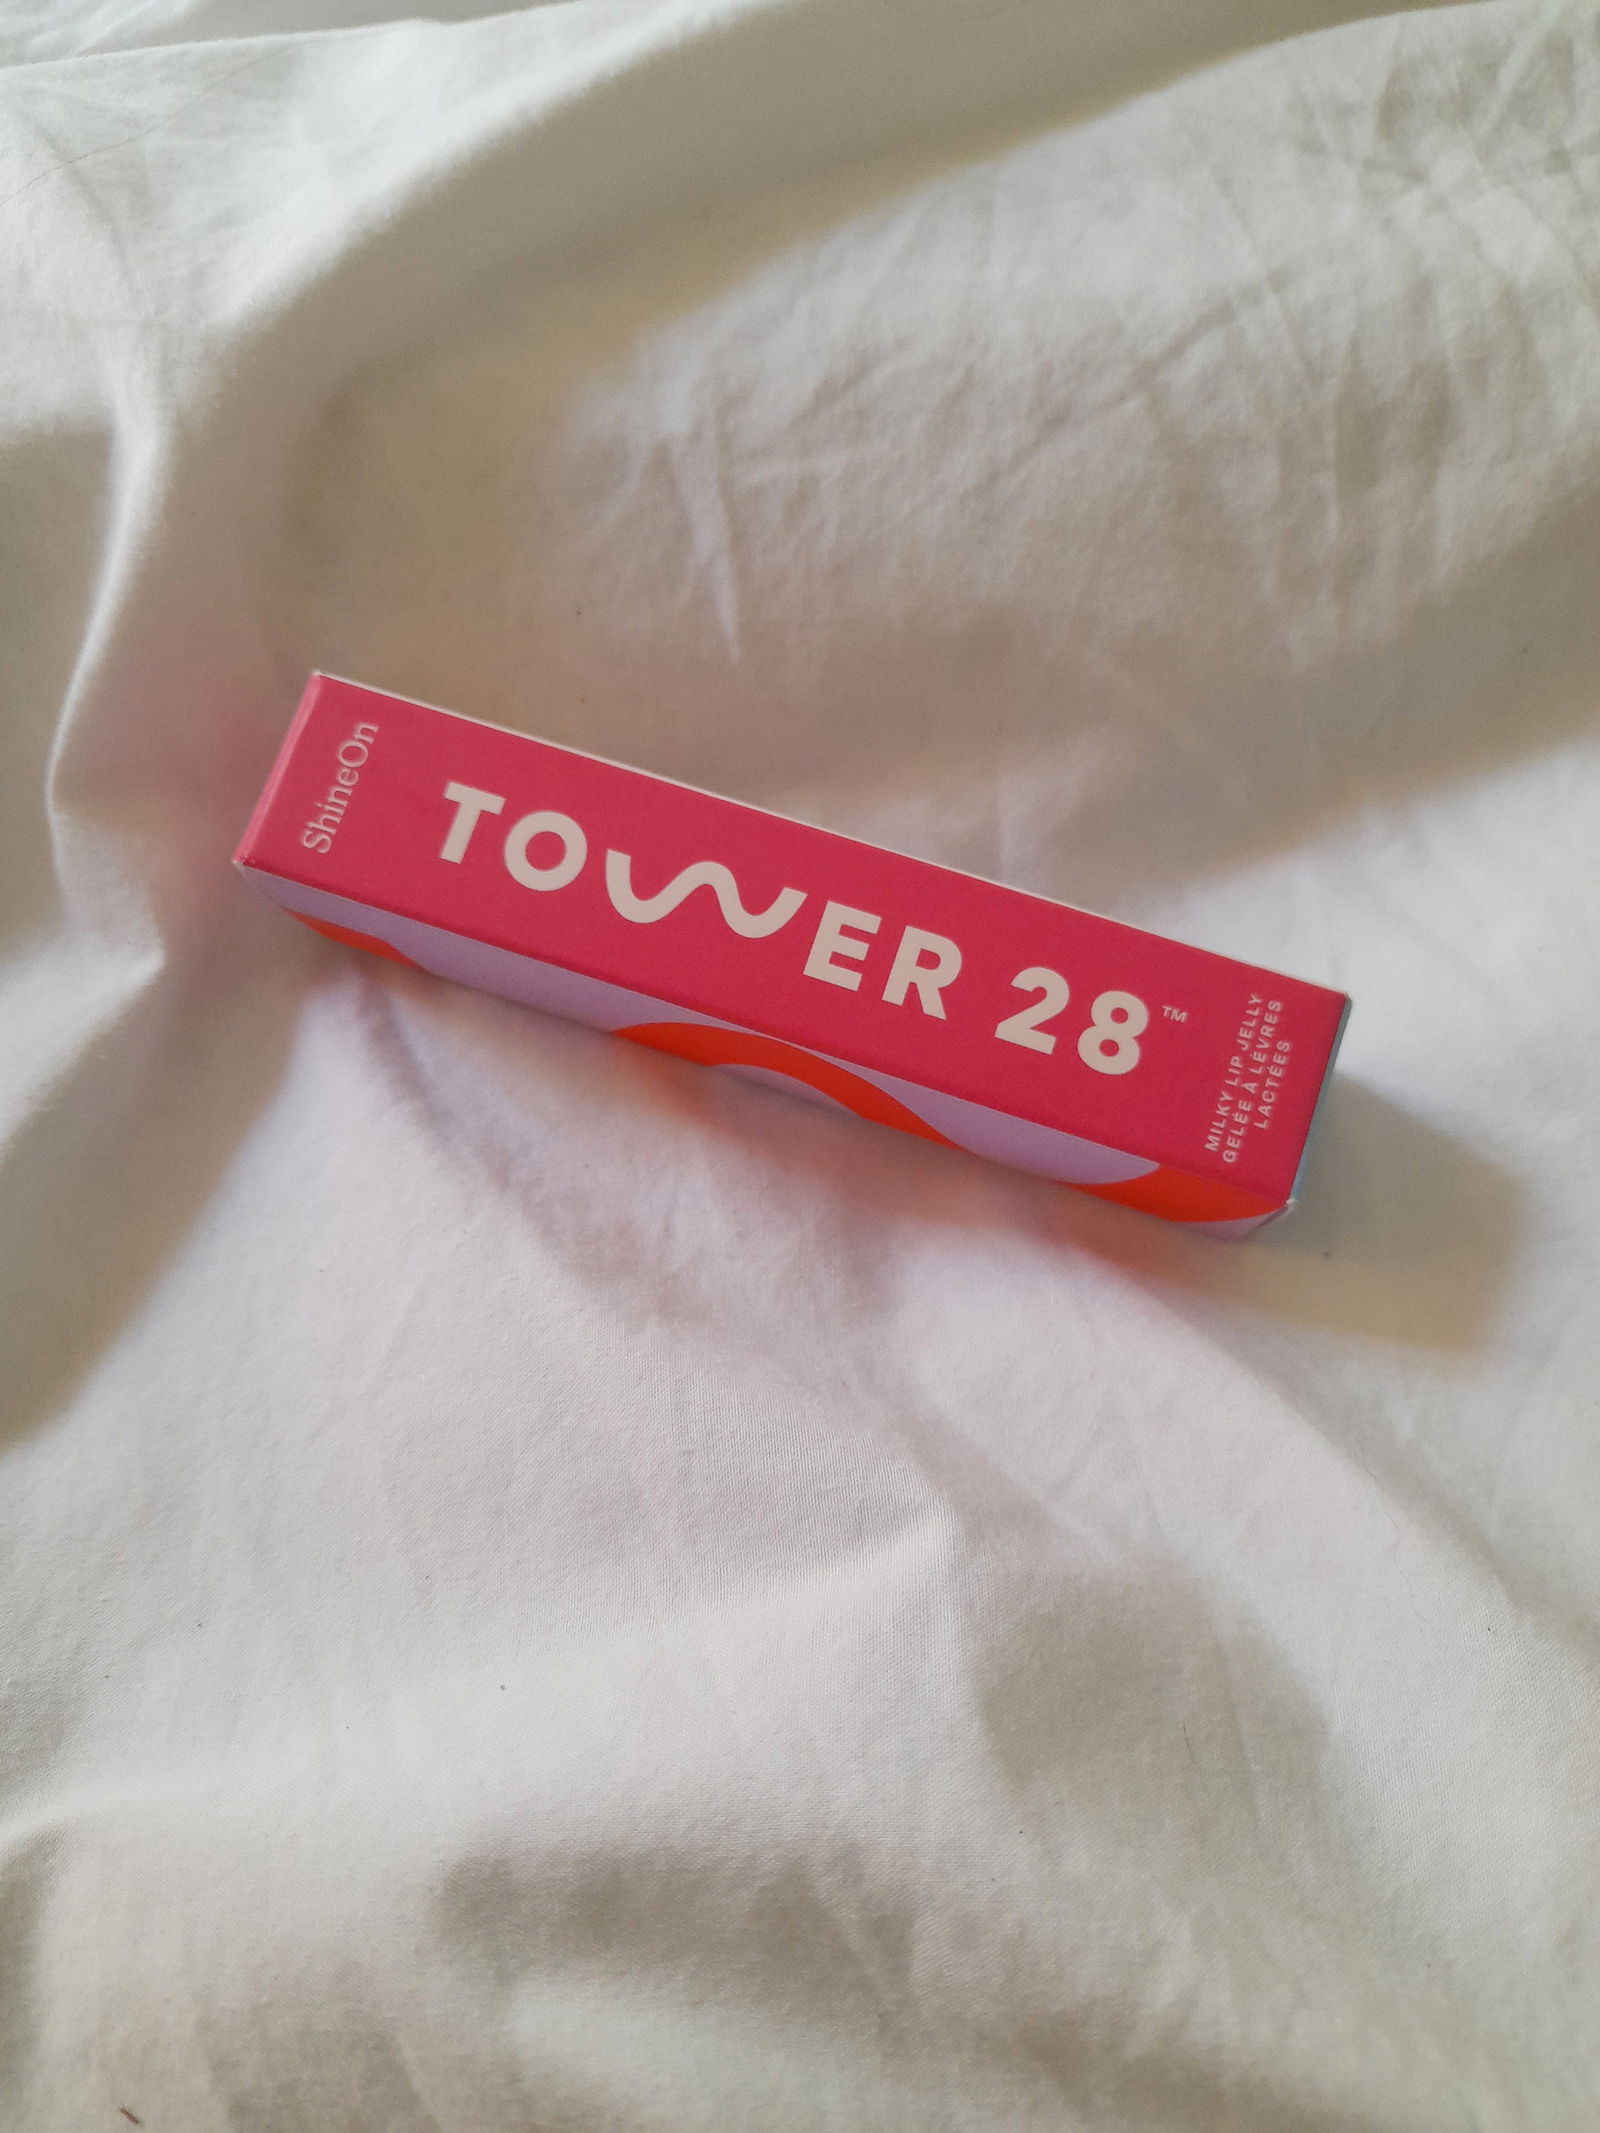 ShineOn
TOWER 28™
MILKY LIP JELLY
GELÉE À LÈVRES
LACTÉES